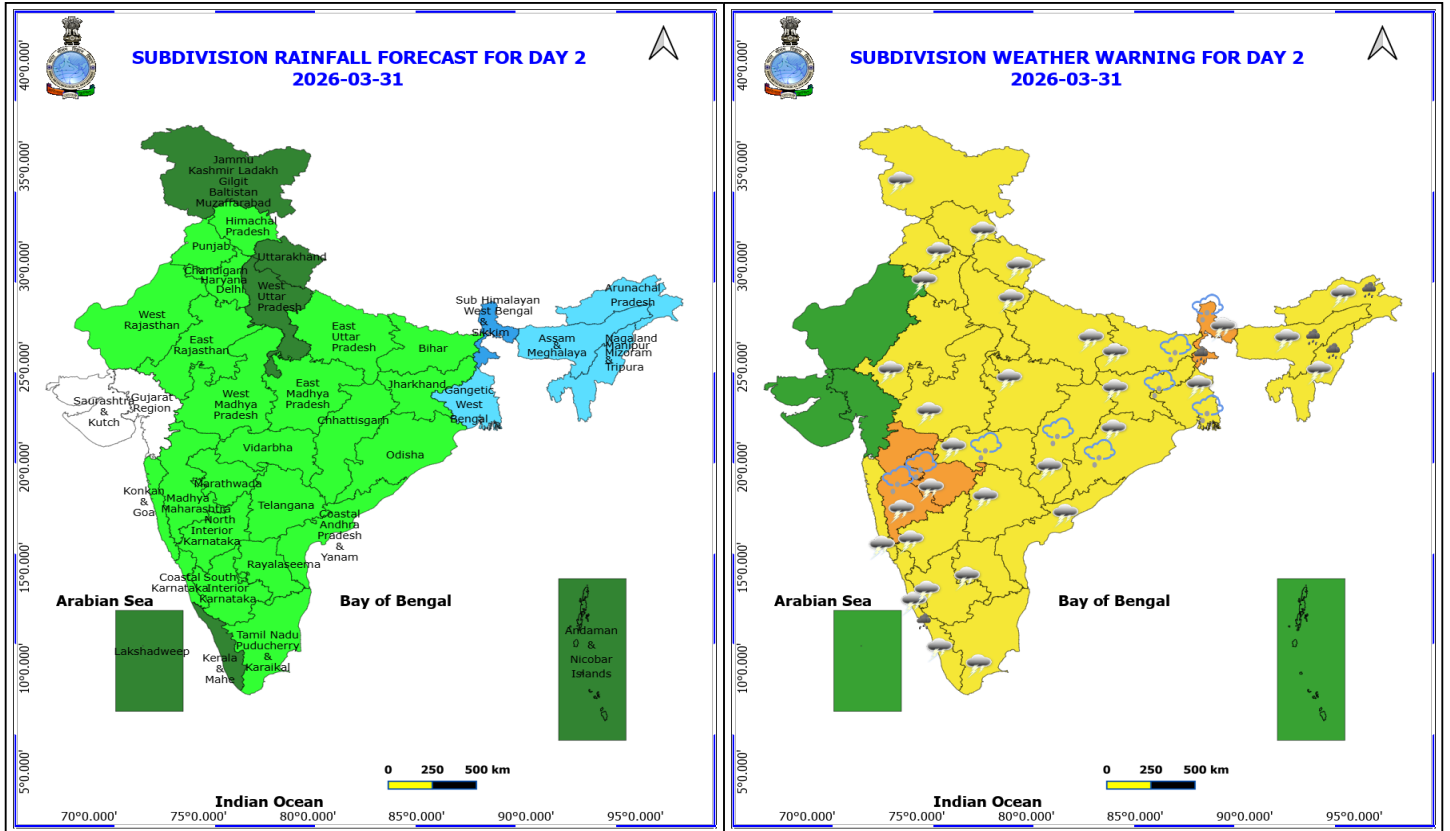 SUBDIVISION RAINFALL FORECAST FOR DAY 2
2026-03-31
40°0.000'
35°0.000'
30°0.000'
25°0.000'
20°0.000'
15°0.000'
10°0.000'
5°0.000'
Jammu
Kashmir Ladakh
Gilgit
Baltistan
Muzaffarabad
Himachal
Pradesh
Punjab
Uttarakhand
Chandigarh
Haryana
Delhi
West
Uttar
Pradesh
West
Rajasthan
East
Rajasthan
East
Uttar
Pradesh
Bihar
Sub Himalayan
West Bengal
&
Sikkim
Arunachal
Pradesh
Assam
&
Meghalaya
Nagaland
Manipur
Mizoram
&
Tripura
Saurashtra
&
Kutch
Gujarat
Region
West
Madhya
Pradesh
East
Madhya
Pradesh
Jharkhand
Gangetic
West
Bengal
Chhattisgarh
Vidarbha
Odisha
Konkan
&
Goa
Madhya
Maharashtra
Marathwada
Telangana
North
Interior
Karnataka
Coastal
Andhra
Pradesh
&
Yanam
Rayalaseema
Coastal
Karnataka
South
Interior
Karnataka
Arabian Sea
Bay of Bengal
Lakshadweep
Kerala
&
Mahe
Tamil Nadu
Puducherry
&
Karaikal
Andaman
&
Nicobar
Islands
0 250 500 km
Indian Ocean
70°0.000' 75°0.000' 80°0.000' 85°0.000' 90°0.000' 95°0.000'
SUBDIVISION WEATHER WARNING FOR DAY 2
2026-03-31
40°0.000'
35°0.000'
30°0.000'
25°0.000'
20°0.000'
15°0.000'
10°0.000'
5°0.000'
Arabian Sea
Bay of Bengal
0 250 500 km
Indian Ocean
70°0.000' 75°0.000' 80°0.000' 85°0.000' 90°0.000' 95°0.000'